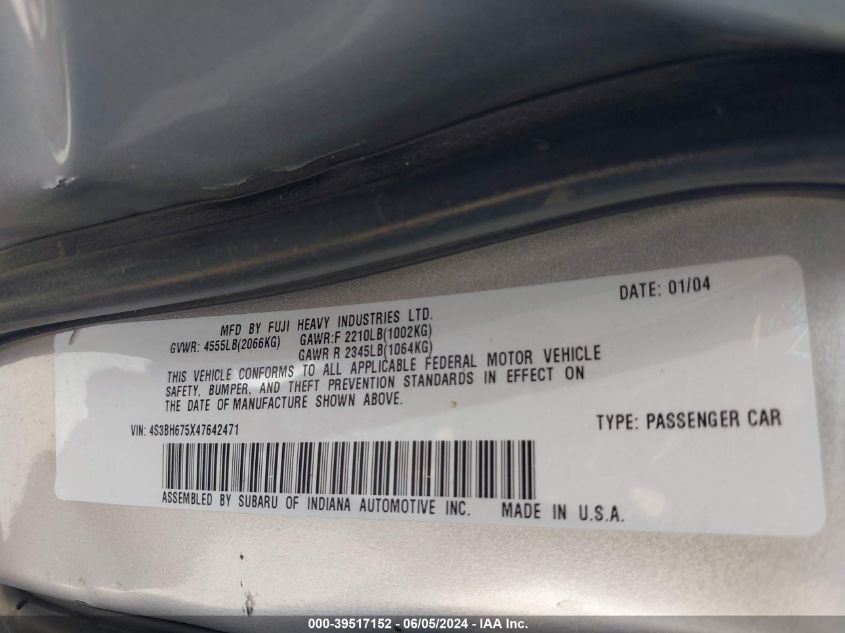 DATE: 01/04
MFD BY FUJI HEAVY INDUSTRIES LTD.
GVWR: 4555LB(2066KG) GAWR:F 2210LB(1002KG)
GAWR R 2345LB(1064KG)
THIS VEHICLE CONFORMS TO ALL APPLICABLE FEDERAL MOTOR VEHICLE
SAFETY, BUMPER, AND THEFT PREVENTION STANDARDS IN EFFECT ON
THE DATE OF MANUFACTURE SHOWN ABOVE.
VIN: 4S3BH675X47642471
TYPE: PASSENGER CAR
ASSEMBLED BY SUBARU OF INDIANA AUTOMOTIVE INC. MADE IN U.S.A.
000-39517152 - 06/05/2024 - IAA Inc.